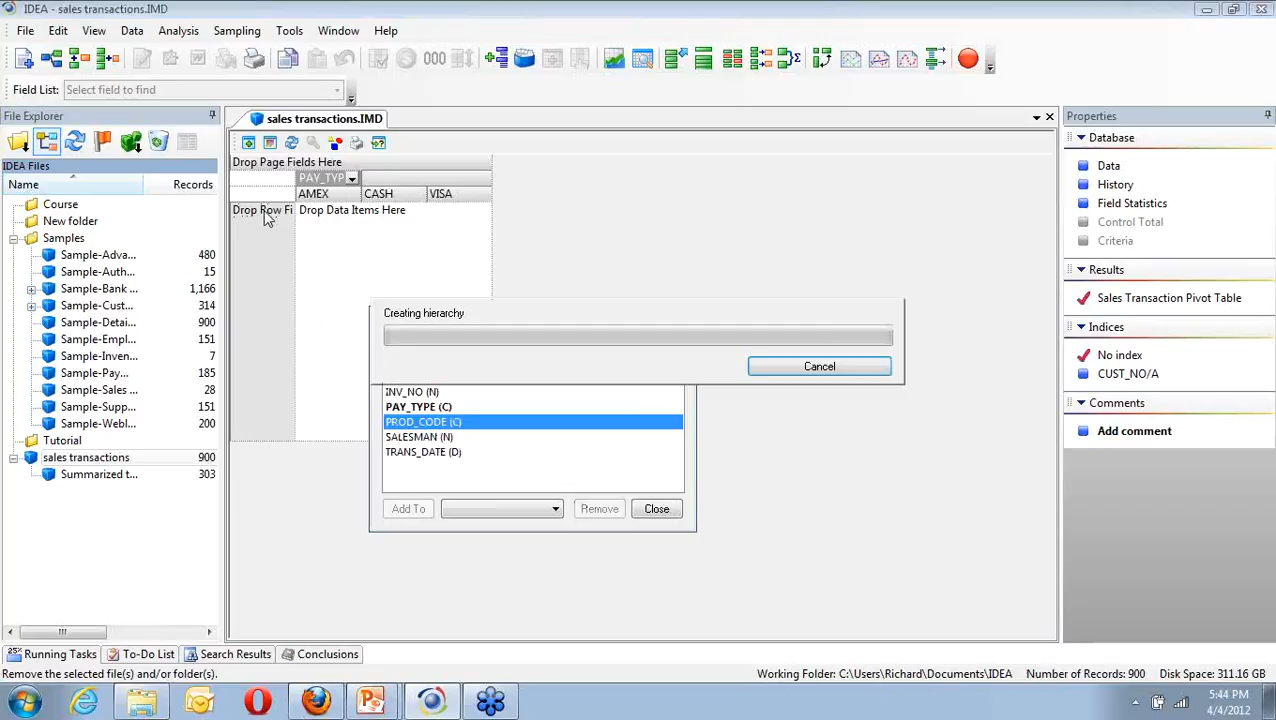 IDEA - sales transactions.IMD
File Edit View Data Analysis Sampling Tools Window Help
Field List: Select field to find
File Explorer
IDEA Files
Name Records
Course
New folder
Samples
Sample-Adva... 480
Sample-Auth... 15
Sample-Bank ... 1,166
Sample-Cust... 314
Sample-Detai... 900
Sample-Empl... 151
Sample-Inven... 7
Sample-Pay... 373
Sample-Sales ... 28
Sample-Supp... 151
Sample-Webl... 200
Tutorial
sales transactions 900
Summarized t... 303
sales transactions.IMD
Drop Page Fields Here
PAY_TYP
AMEX CASH VISA
Drop Row Fi Drop Data Items Here
Creating hierarchy
Cancel
INV_NO (N)
PAY_TYPE (C)
PROD_CODE (C)
SALESMAN (N)
TRANS_DATE (D)
Add To Remove Close
Properties
Database
Data
History
Field Statistics
Control Total
Criteria
Results
Sales Transaction Pivot Table
Indices
No index
CUST_NO/A
Comments
Add comment
Running Tasks To-Do List Search Results Conclusions
Remove the selected file(s) and/or folder(s). Working Folder: C:\Users\Richard\Documents\IDEA Number of Records: 900 Disk Space: 311.16 GB
5:44 PM
4/4/2012